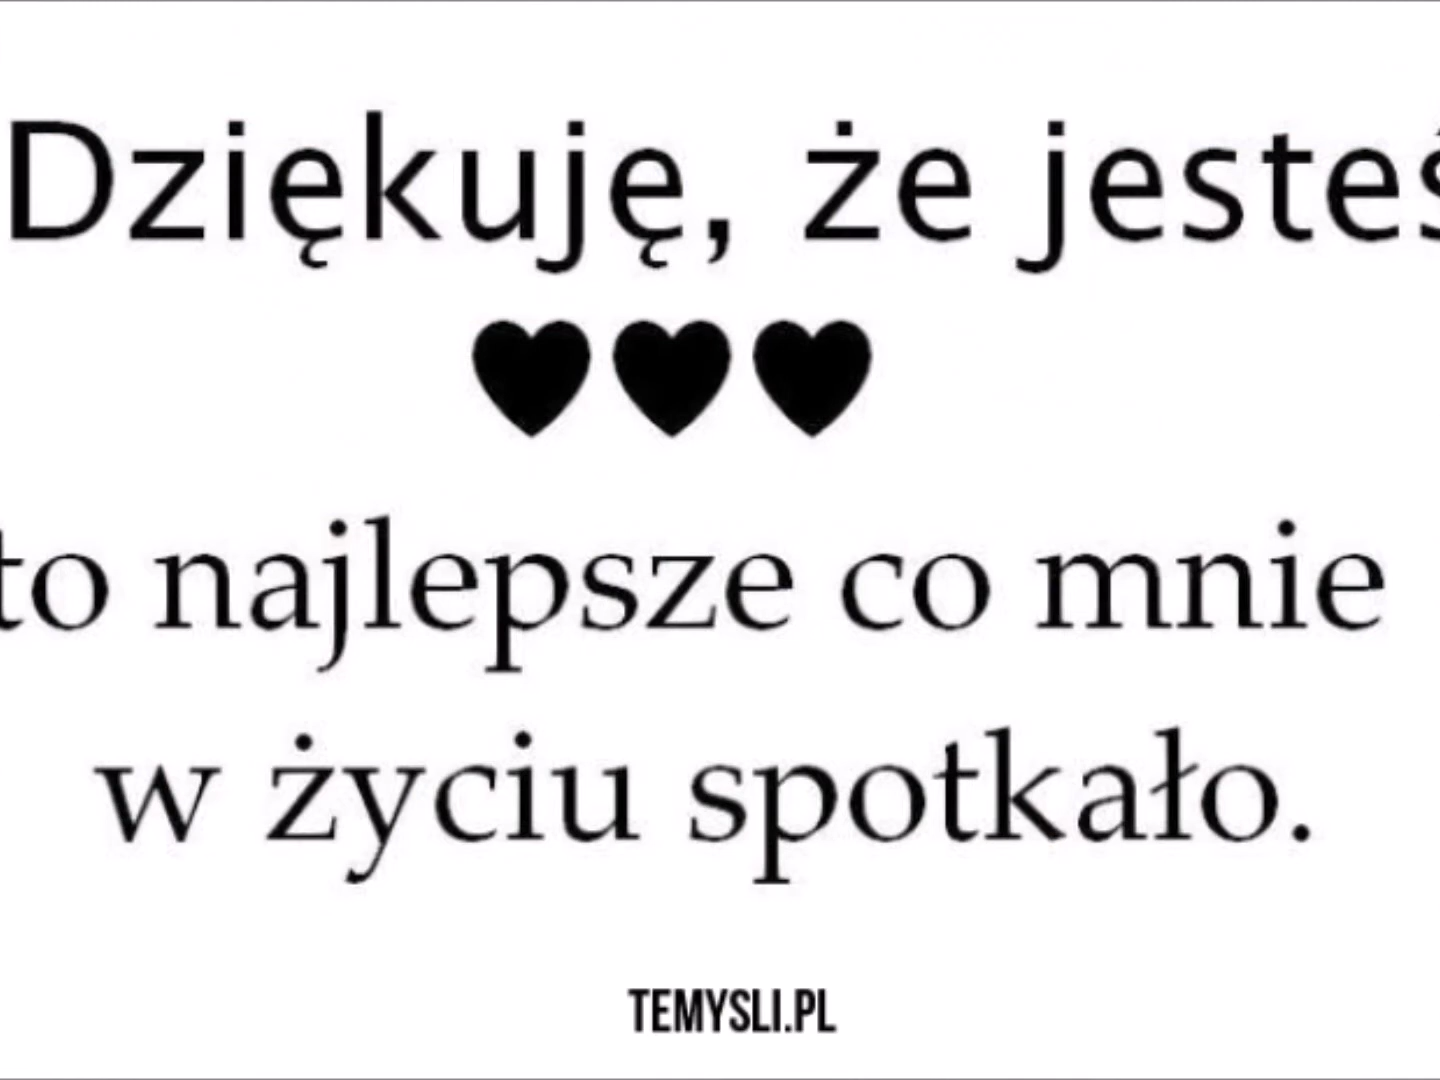 Dziękuję, że jesteś
♥♥♥
to najlepsze co mnie
w życiu spotkało.
TEMYSLI.PL